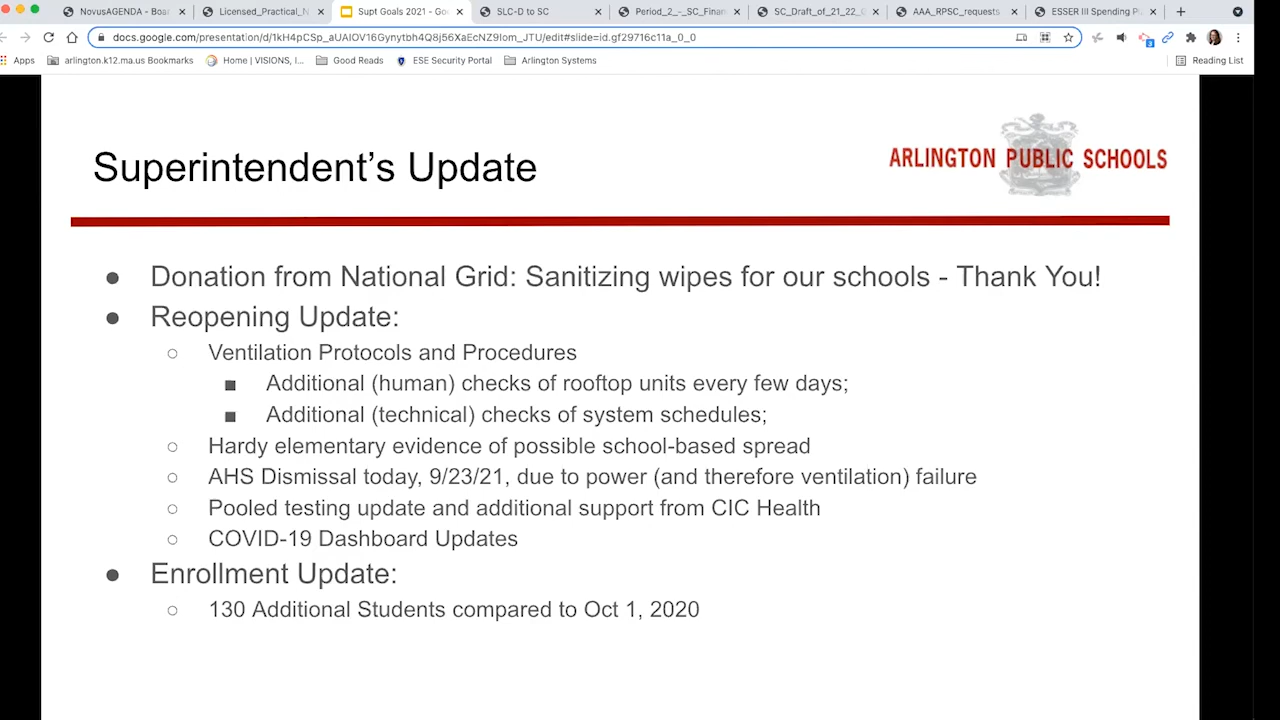 NovusAGENDA - Boa
Licensed_Practical_N
Supt Goals 2021 - Go
SLC-D to SC
Period_2_-_SC_Finan
SC_Draft_of_21_22_
AAA_RPSC_requests
ESSER III Spending P
docs.google.com/presentation/d/1kH4pCSp_aUAIOV16Gynytbh4Q8j56XaEcNZ9Iom_JTU/edit#slide=id.gf29716c11a_0_0
3
Apps
arlington.k12.ma.us Bookmarks
Home | VISIONS, I...
Good Reads
ESE Security Portal
Arlington Systems
Reading List
Superintendent's Update
ARLINGTON PUBLIC SCHOOLS
● Donation from National Grid: Sanitizing wipes for our schools - Thank You!
● Reopening Update:
○ Ventilation Protocols and Procedures
■ Additional (human) checks of rooftop units every few days;
■ Additional (technical) checks of system schedules;
○ Hardy elementary evidence of possible school-based spread
○ AHS Dismissal today, 9/23/21, due to power (and therefore ventilation) failure
○ Pooled testing update and additional support from CIC Health
○ COVID-19 Dashboard Updates
● Enrollment Update:
○ 130 Additional Students compared to Oct 1, 2020